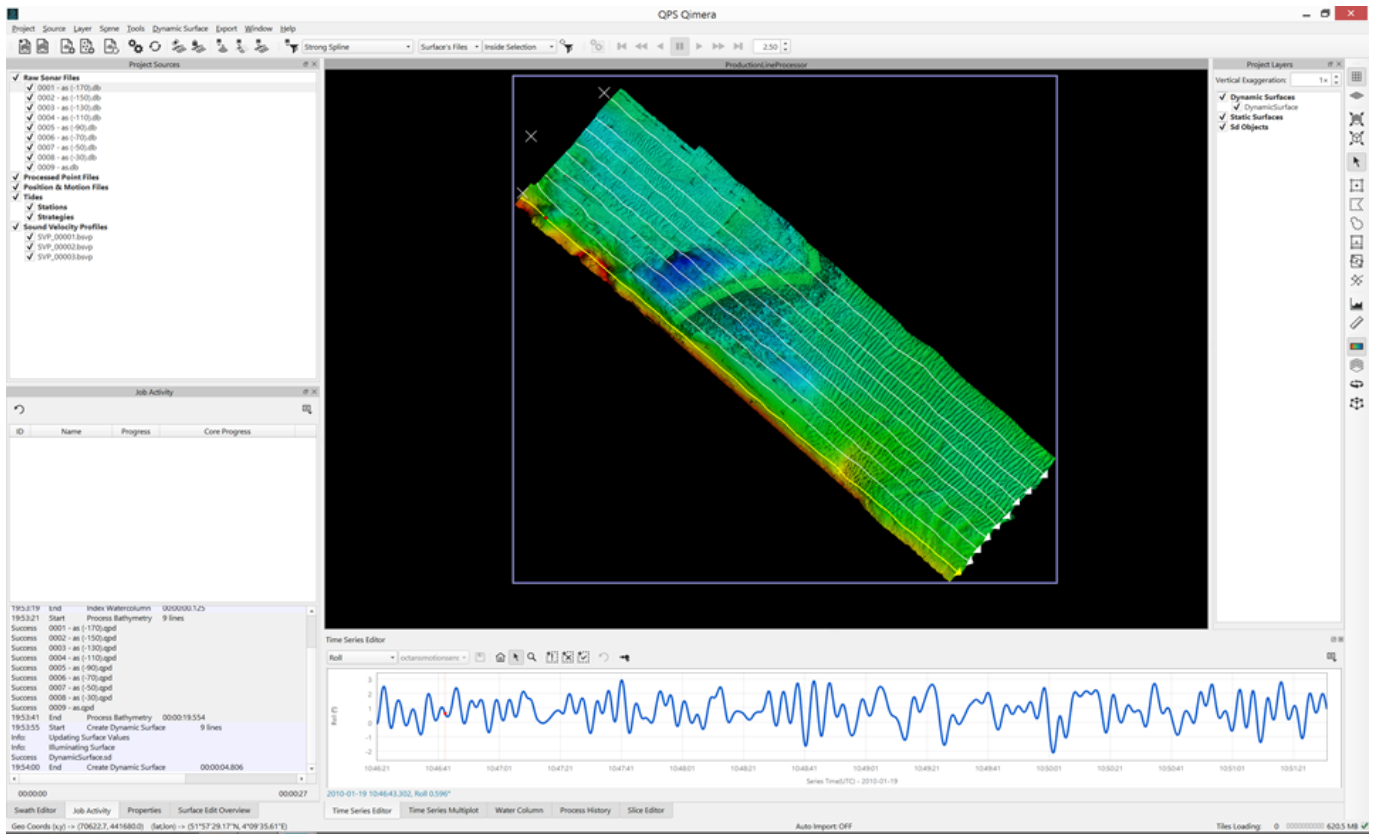 QPS Qimera
Project Source Layer Scene Tools Dynamic Surface Export Window Help
Strong Spline Surface's Files Inside Selection 2.50
Project Sources
Raw Sonar Files
0001 - as (-170).db
0002 - as (-150).db
0003 - as (-130).db
0004 - as (-110).db
0005 - as (-90).db
0006 - as (-70).db
0007 - as (-50).db
0008 - as (-30).db
0009 - as.db
Processed Point Files
Position & Motion Files
Tides
Stations
Strategies
Sound Velocity Profiles
SVP_00001.bsvp
SVP_00002.bsvp
SVP_00003.bsvp
ProductionLineProcessor
Project Layers
Vertical Exaggeration: 1x
Dynamic Surfaces
DynamicSurface
Static Surfaces
Sd Objects
Job Activity
ID Name Progress Core Progress
19:53:19 End Index Watercolumn 00:00:00.125
19:53:21 Start Process Bathymetry 9 lines
Success 0001 - as (-170).qpd
Success 0002 - as (-150).qpd
Success 0003 - as (-130).qpd
Success 0004 - as (-110).qpd
Success 0005 - as (-90).qpd
Success 0006 - as (-70).qpd
Success 0007 - as (-50).qpd
Success 0008 - as (-30).qpd
Success 0009 - as.qpd
19:53:41 End Process Bathymetry 00:00:19.554
19:53:55 Start Create Dynamic Surface 9 lines
Info: Updating Surface Values
Info: Illuminating Surface
Success DynamicSurface.sd
19:54:00 End Create Dynamic Surface 00:00:04.806
00:00:00 00:00:27
Swath Editor Job Activity Properties Surface Edit Overview
Time Series Editor
Roll octansmotionsens
Roll (°)
3
2
1
0
-1
-2
10:46:21 10:46:41 10:47:01 10:47:21 10:47:41 10:48:01 10:48:21 10:48:41 10:49:01 10:49:21 10:49:41 10:50:01 10:50:21 10:50:41 10:51:01 10:51:21
Series Time(UTC) - 2010-01-19
2010-01-19 10:46:43.302, Roll 0.596°
Time Series Editor Time Series Multiplot Water Column Process History Slice Editor
Geo Coords (x,y) -> (70622.7, 441680.0) (lat,lon) -> (51°57'29.17"N, 4°09'35.61"E)
Auto Import: OFF
Tiles Loading: 0 620.5 MB